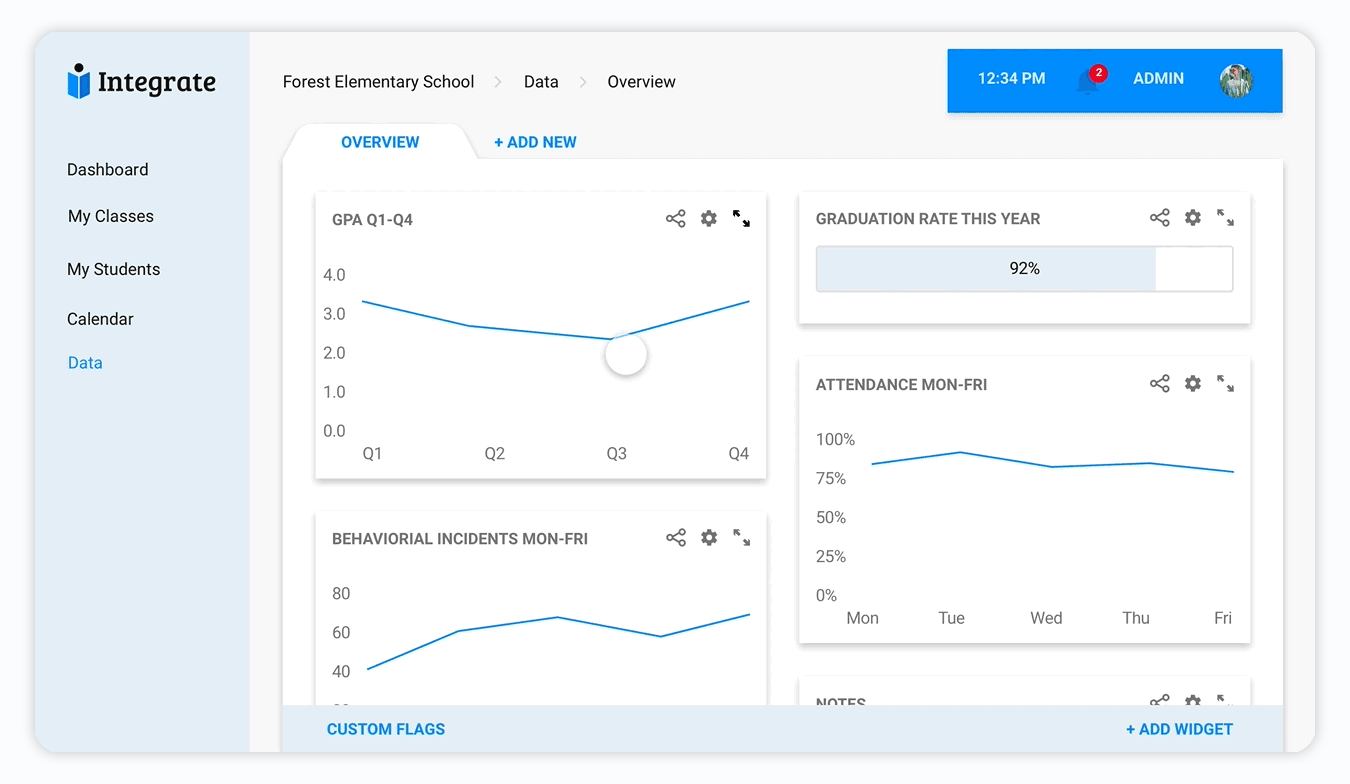 Integrate
Forest Elementary School > Data > Overview
12:34 PM 2 ADMIN
Dashboard
My Classes
My Students
Calendar
Data
OVERVIEW + ADD NEW
GPA Q1-Q4
4.0
3.0
2.0
1.0
0.0
Q1 Q2 Q3 Q4
BEHAVIORIAL INCIDENTS MON-FRI
80
60
40
GRADUATION RATE THIS YEAR
92%
ATTENDANCE MON-FRI
100%
75%
50%
25%
0%
Mon Tue Wed Thu Fri
NOTES
CUSTOM FLAGS + ADD WIDGET